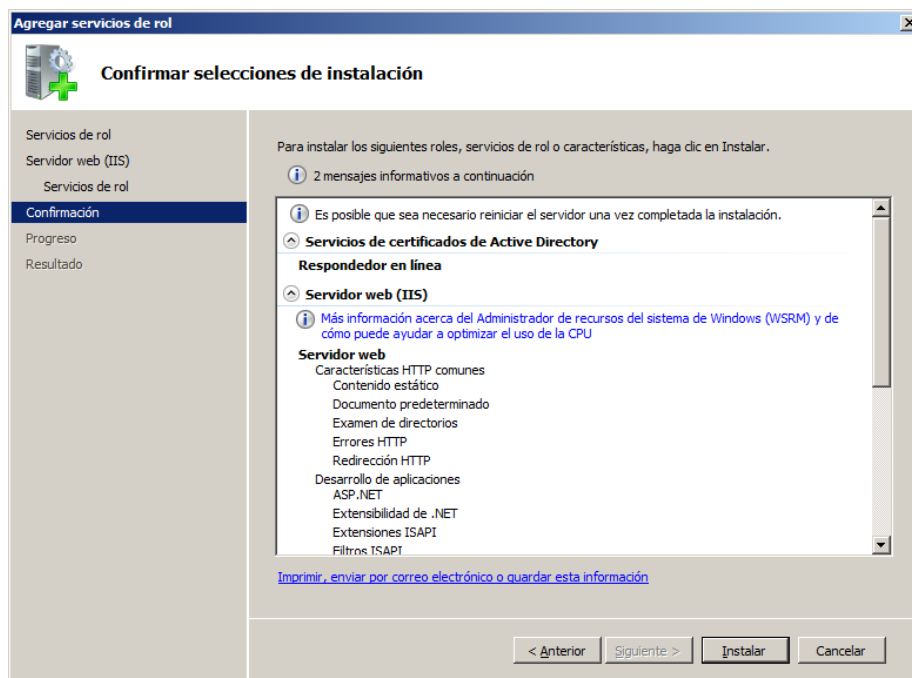 Agregar servicios de rol
Confirmar selecciones de instalación
Servicios de rol
Servidor web (IIS)
Servicios de rol
Confirmación
Progreso
Resultado
Para instalar los siguientes roles, servicios de rol o características, haga clic en Instalar.
2 mensajes informativos a continuación
Es posible que sea necesario reiniciar el servidor una vez completada la instalación.
Servicios de certificados de Active Directory
Respondedor en línea
Servidor web (IIS)
Más información acerca del Administrador de recursos del sistema de Windows (WSRM) y de
cómo puede ayudar a optimizar el uso de la CPU
Servidor web
Características HTTP comunes
Contenido estático
Documento predeterminado
Examen de directorios
Errores HTTP
Redirección HTTP
Desarrollo de aplicaciones
ASP.NET
Extensibilidad de .NET
Extensiones ISAPI
Filtros ISAPI
Imprimir, enviar por correo electrónico o guardar esta información
< Anterior
Siguiente >
Instalar
Cancelar